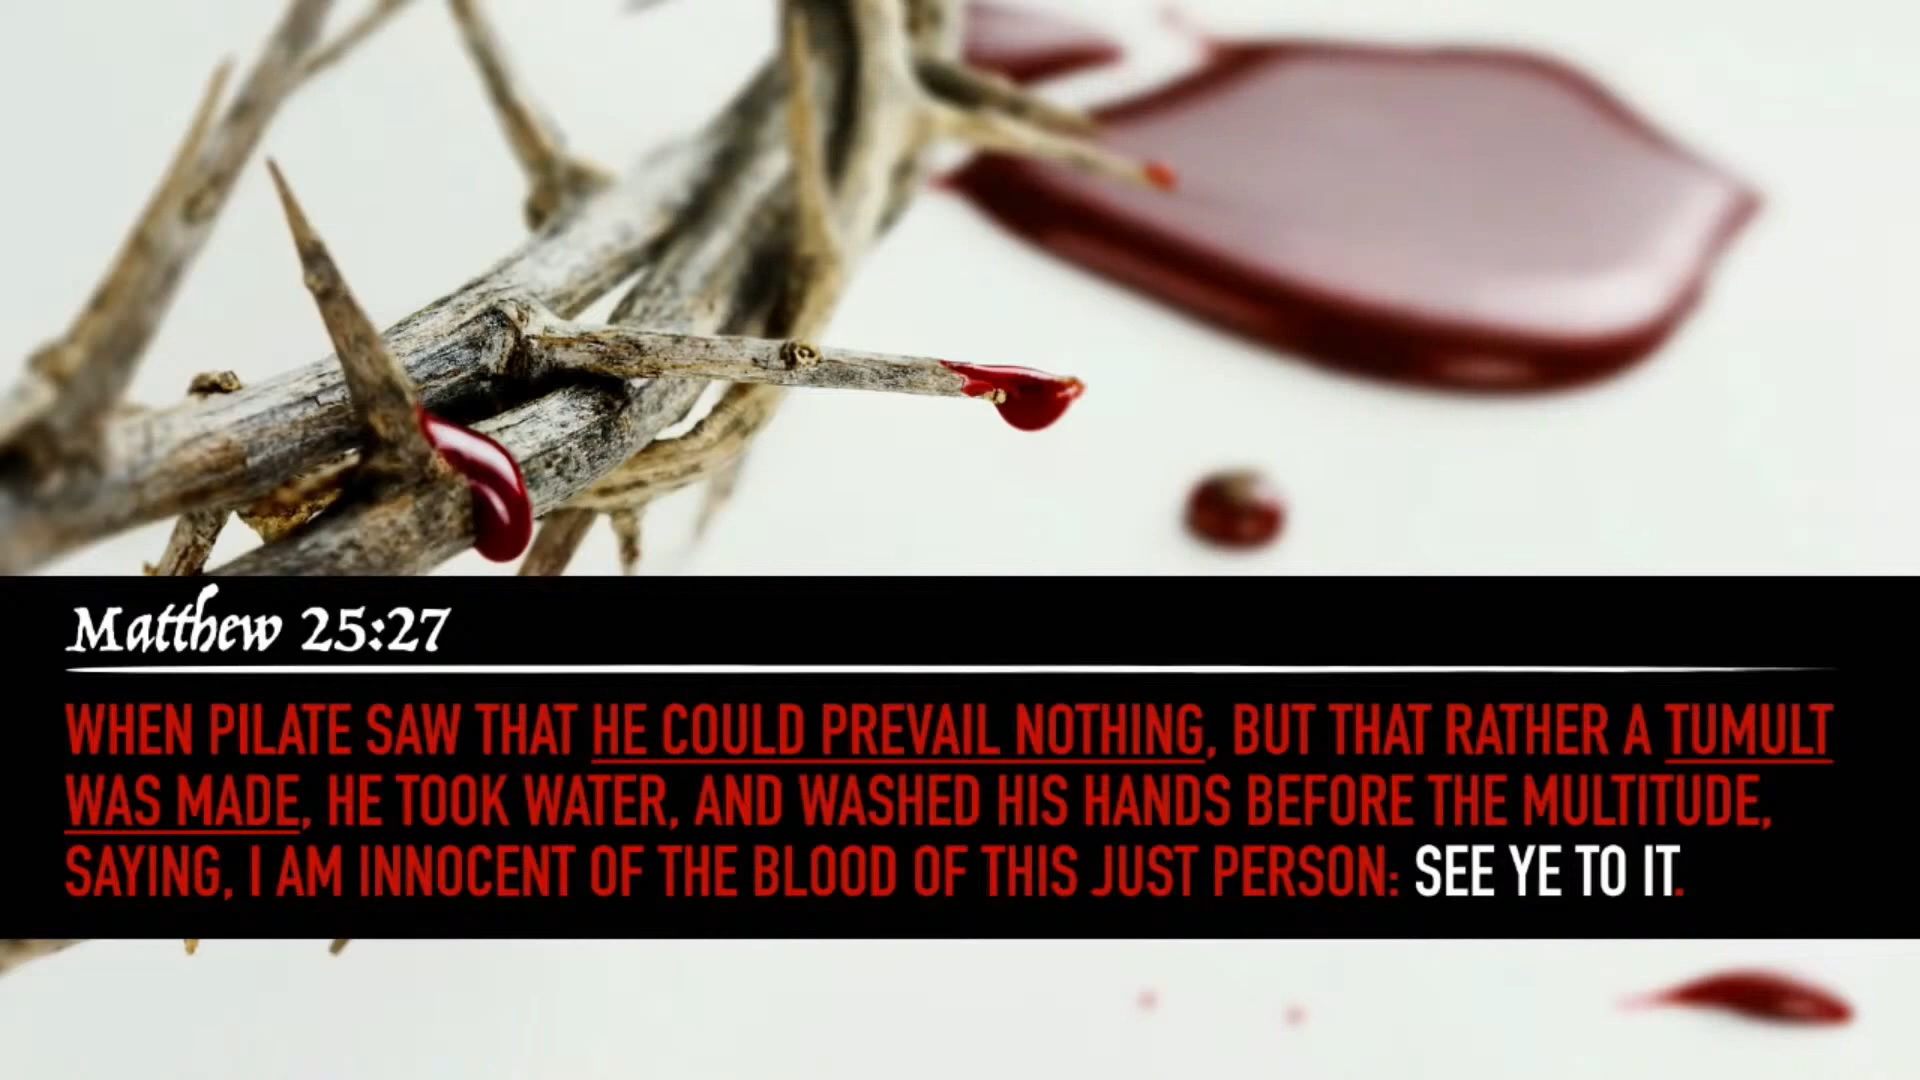 Matthew 25:27
WHEN PILATE SAW THAT HE COULD PREVAIL NOTHING, BUT THAT RATHER A TUMULT
WAS MADE, HE TOOK WATER, AND WASHED HIS HANDS BEFORE THE MULTITUDE,
SAYING, I AM INNOCENT OF THE BLOOD OF THIS JUST PERSON: SEE YE TO IT.